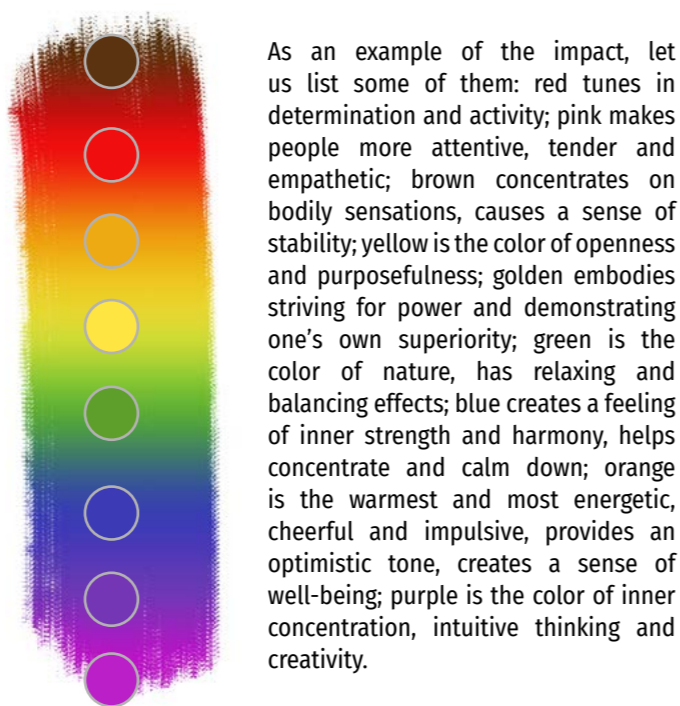 As an example of the impact, let
us list some of them: red tunes in
determination and activity; pink makes
people more attentive, tender and
empathetic; brown concentrates on
bodily sensations, causes a sense of
stability; yellow is the color of openness
and purposefulness; golden embodies
striving for power and demonstrating
one’s own superiority; green is the
color of nature, has relaxing and
balancing effects; blue creates a feeling
of inner strength and harmony, helps
concentrate and calm down; orange
is the warmest and most energetic,
cheerful and impulsive, provides an
optimistic tone, creates a sense of
well-being; purple is the color of inner
concentration, intuitive thinking and
creativity.